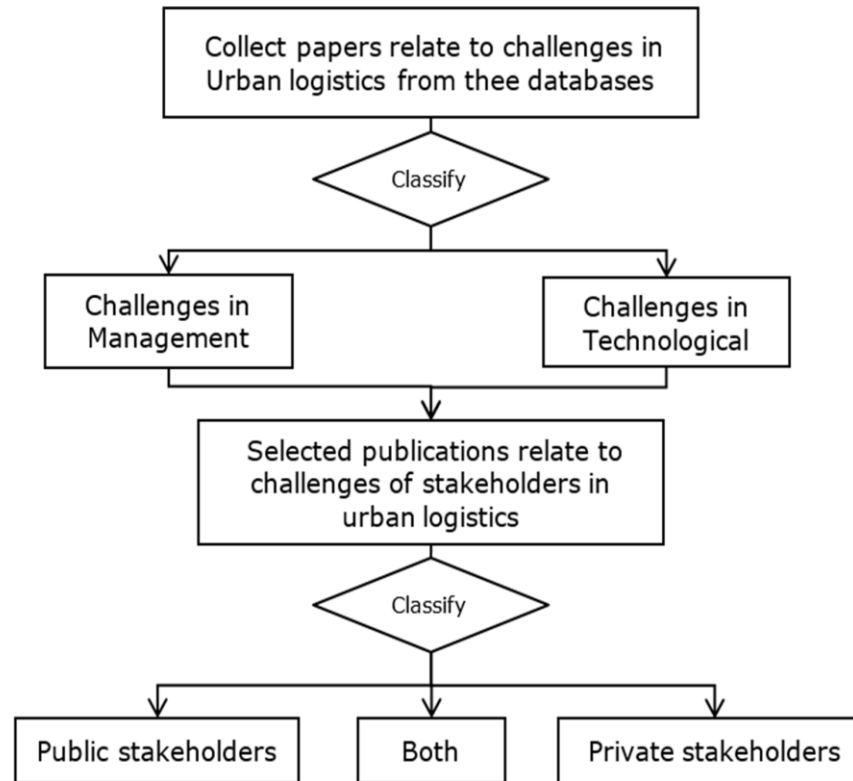 Collect papers relate to challenges in
Urban logistics from thee databases
Classify
Challenges in
Management
Challenges in
Technological
Selected publications relate to
challenges of stakeholders in
urban logistics
Classify
Public stakeholders
Both
Private stakeholders